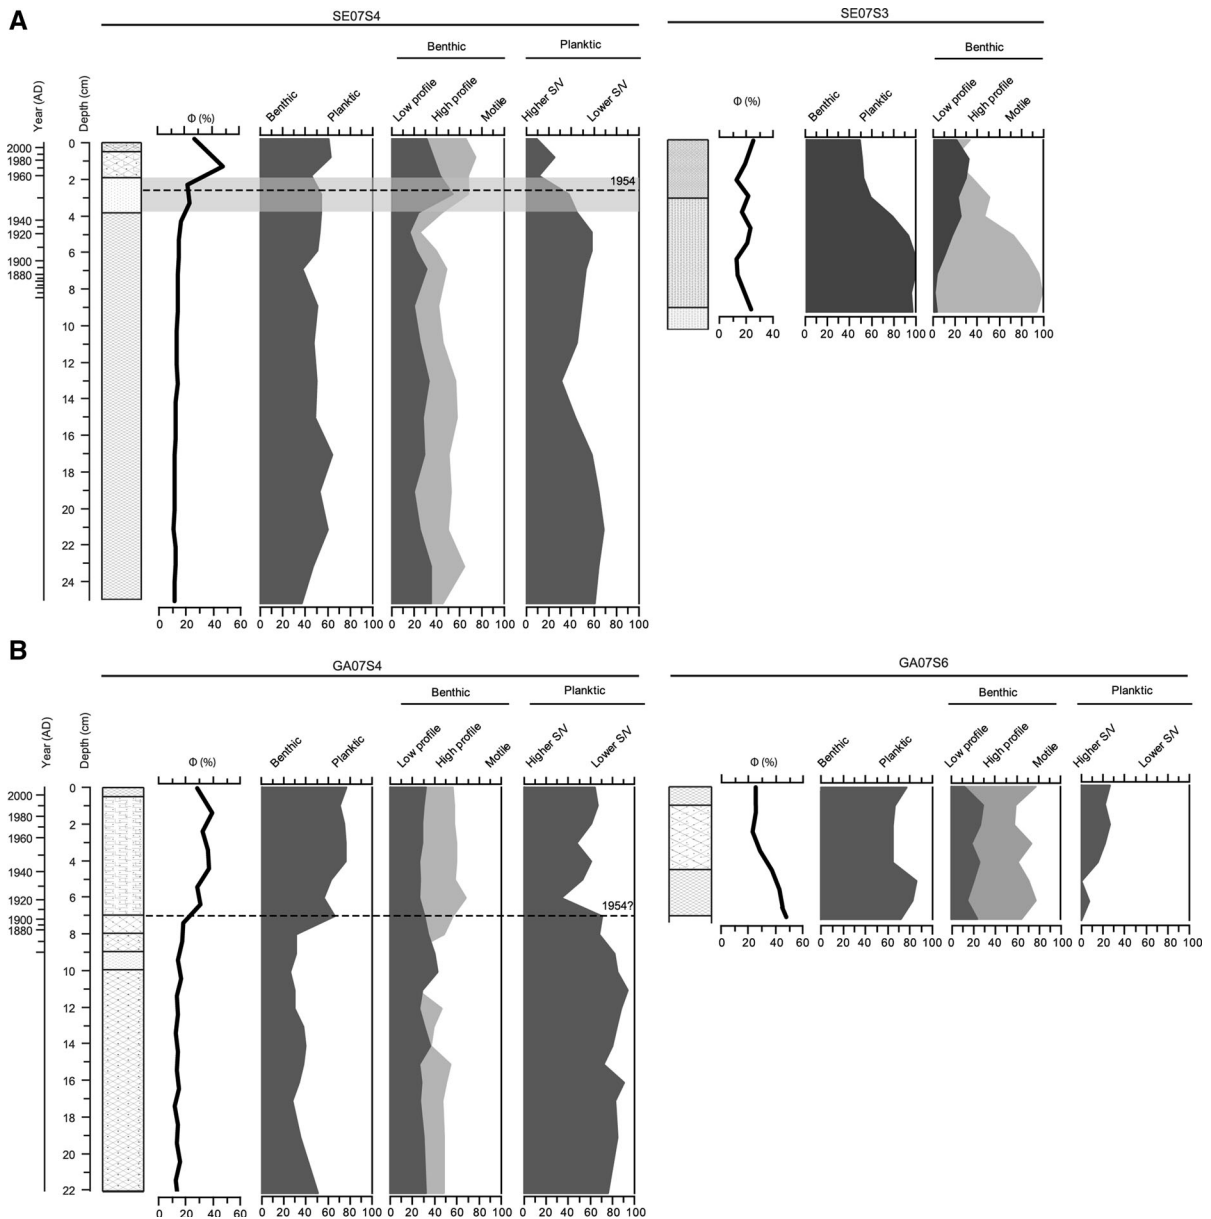 A
SE07S4
SE07S3
Benthic
Planktic
Benthic
Year (AD)
Depth (cm)
Φ (%)
Benthic
Planktic
Low profile
High profile
Motile
Higher S/V
Lower S/V
Φ (%)
Benthic
Planktic
Low profile
High profile
Motile
2000
1980
1960
1940
1920
1900
1880
0
2
4
6
8
10
12
14
16
18
20
22
24
1954
0 20 40
0 20 40 60 80 100
0 20 40 60 80 100
0 10 20 30 40 50 60
0 20 40 60 80 100
0 20 40 60 80 100
0 20 40 60 80 100
B
GA07S4
GA07S6
Benthic
Planktic
Benthic
Planktic
Year (AD)
Depth (cm)
Φ (%)
Benthic
Planktic
Low profile
High profile
Motile
Higher S/V
Lower S/V
Φ (%)
Benthic
Planktic
Low profile
High profile
Motile
Higher S/V
Lower S/V
2000
1980
1960
1940
1920
1900
1880
0
2
4
6
8
10
12
14
16
18
20
22
1954?
0 20 40 60
0 20 40 60 80 100
0 20 40 60 80 100
0 20 40 60 80 100
0 10 20 30 40 50 60
0 20 40 60 80 100
0 20 40 60 80 100
0 20 40 60 80 100